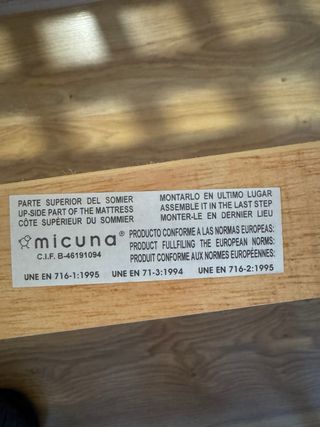 PARTE SUPERIOR DEL SOMIER
UP-SIDE PART OF THE MATTRESS
CÔTE SUPÉRIEUR DU SOMMIER
MONTARLO EN ULTIMO LUGAR
ASSEMBLE IT IN THE LAST STEP
MONTER-LE EN DERNIER LIEU
micuna®
C.I.F. B-46191094
PRODUCTO CONFORME A LAS NORMAS EUROPEAS:
PRODUCT FULLFILING THE EUROPEAN NORMS:
PRODUIT CONFORME AUX NORMES EUROPÉENNES:
UNE EN 716-1:1995 UNE EN 71-3:1994 UNE EN 716-2:1995